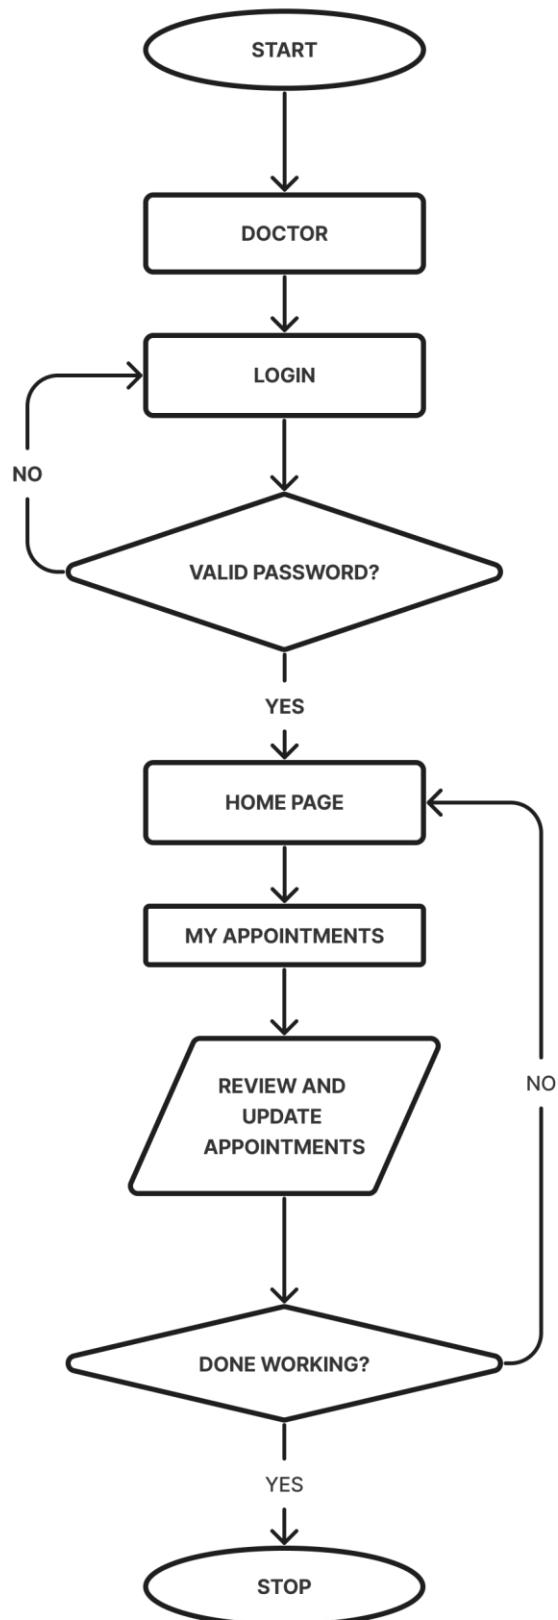 START
DOCTOR
LOGIN
NO
VALID PASSWORD?
YES
HOME PAGE
MY APPOINTMENTS
REVIEW AND
UPDATE
APPOINTMENTS
NO
DONE WORKING?
YES
STOP